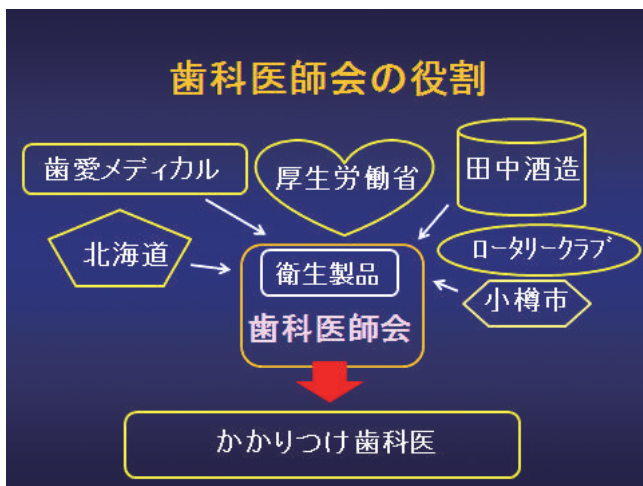 歯科医師会の役割
歯愛メディカル
厚生労働省
田中酒造
北海道
ﾛｰﾀﾘｰｸﾗﾌﾞ
衛生製品
小樽市
歯科医師会
かかりつけ歯科医